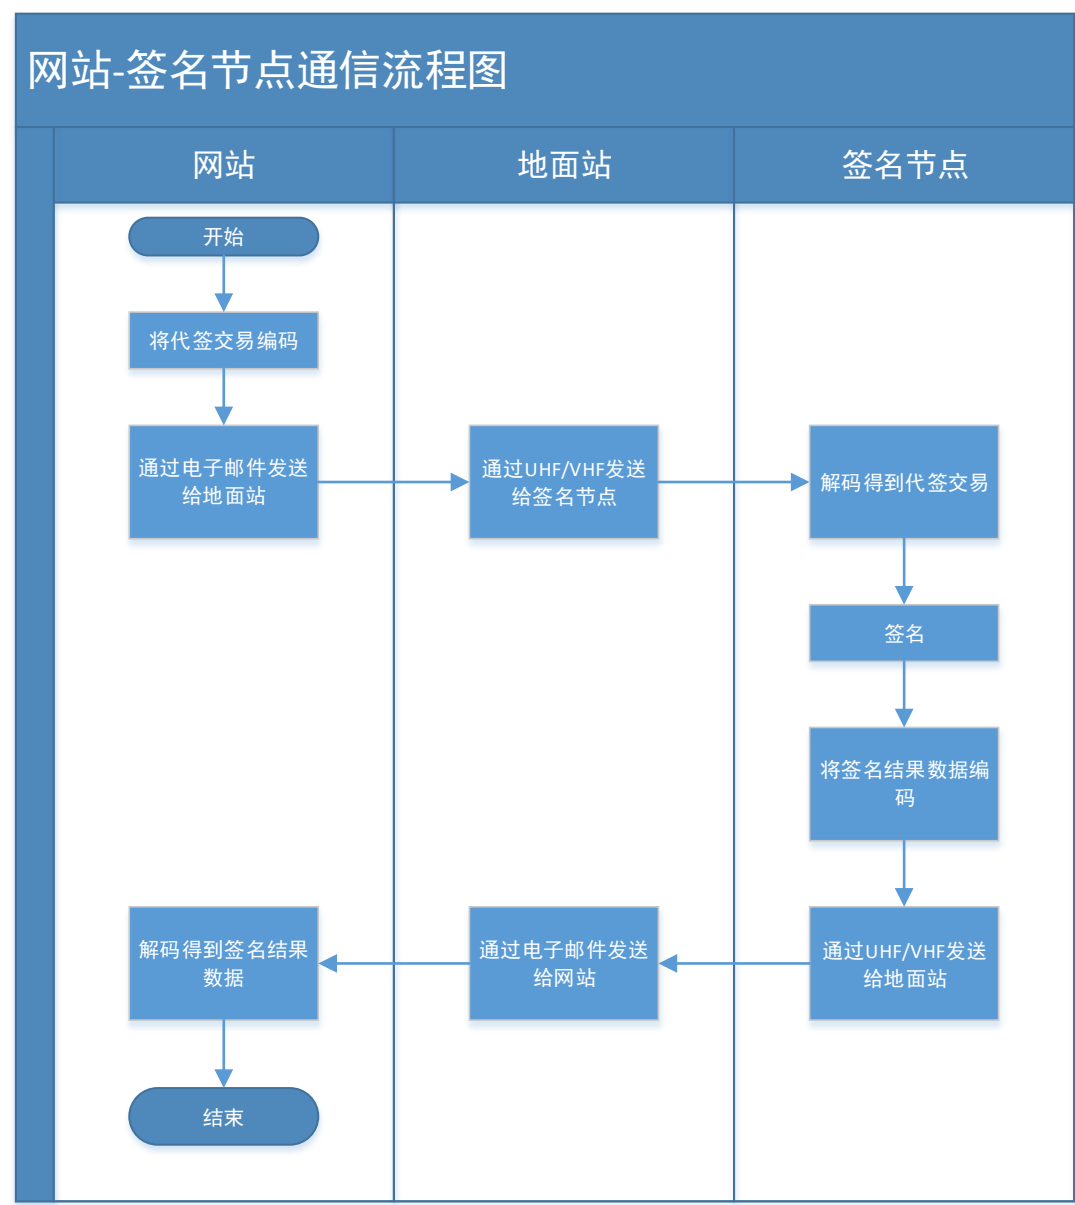 网站-签名节点通信流程图
网站
地面站
签名节点
开始
将代签交易编码
通过电子邮件发送
给地面站
通过UHF/VHF发送
给签名节点
解码得到代签交易
签名
将签名结果数据编
码
解码得到签名结果
数据
通过电子邮件发送
给网站
通过UHF/VHF发送
给地面站
结束